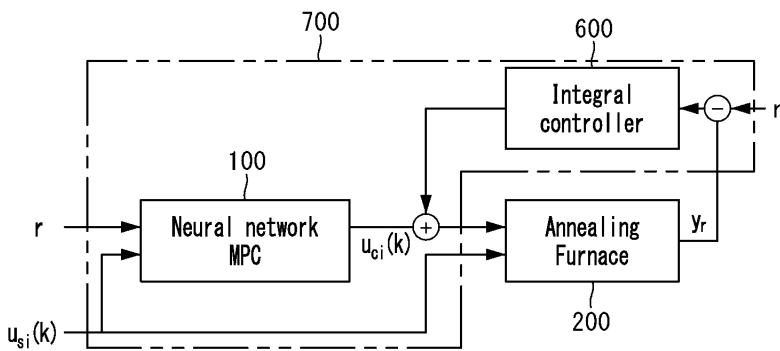 700
600
Integral
controller
−
r
100
r
Neural network
MPC
u_ci(k)
+
Annealing
Furnace
y_r
u_si(k)
200